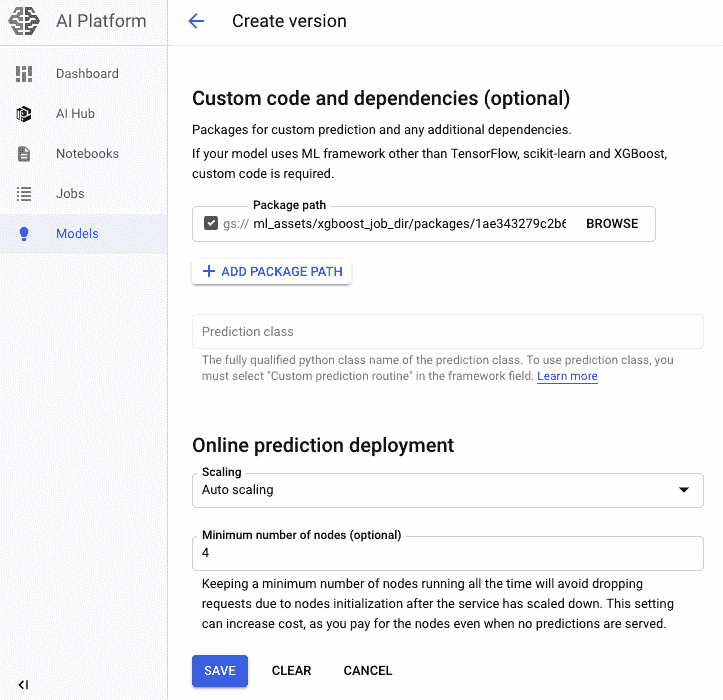 AI Platform
Create version
Dashboard
AI Hub
Notebooks
Jobs
Models
Custom code and dependencies (optional)
Packages for custom prediction and any additional dependencies.
If your model uses ML framework other than TensorFlow, scikit-learn and XGBoost,
custom code is required.
Package path
gs:// ml_assets/xgboost_job_dir/packages/1ae343279c2b6
BROWSE
+ ADD PACKAGE PATH
Prediction class
The fully qualified python class name of the prediction class. To use prediction class, you
must select "Custom prediction routine" in the framework field. Learn more
Online prediction deployment
Scaling
Auto scaling
Minimum number of nodes (optional)
4
Keeping a minimum number of nodes running all the time will avoid dropping
requests due to nodes initialization after the service has scaled down. This setting
can increase cost, as you pay for the nodes even when no predictions are served.
SAVE
CLEAR
CANCEL